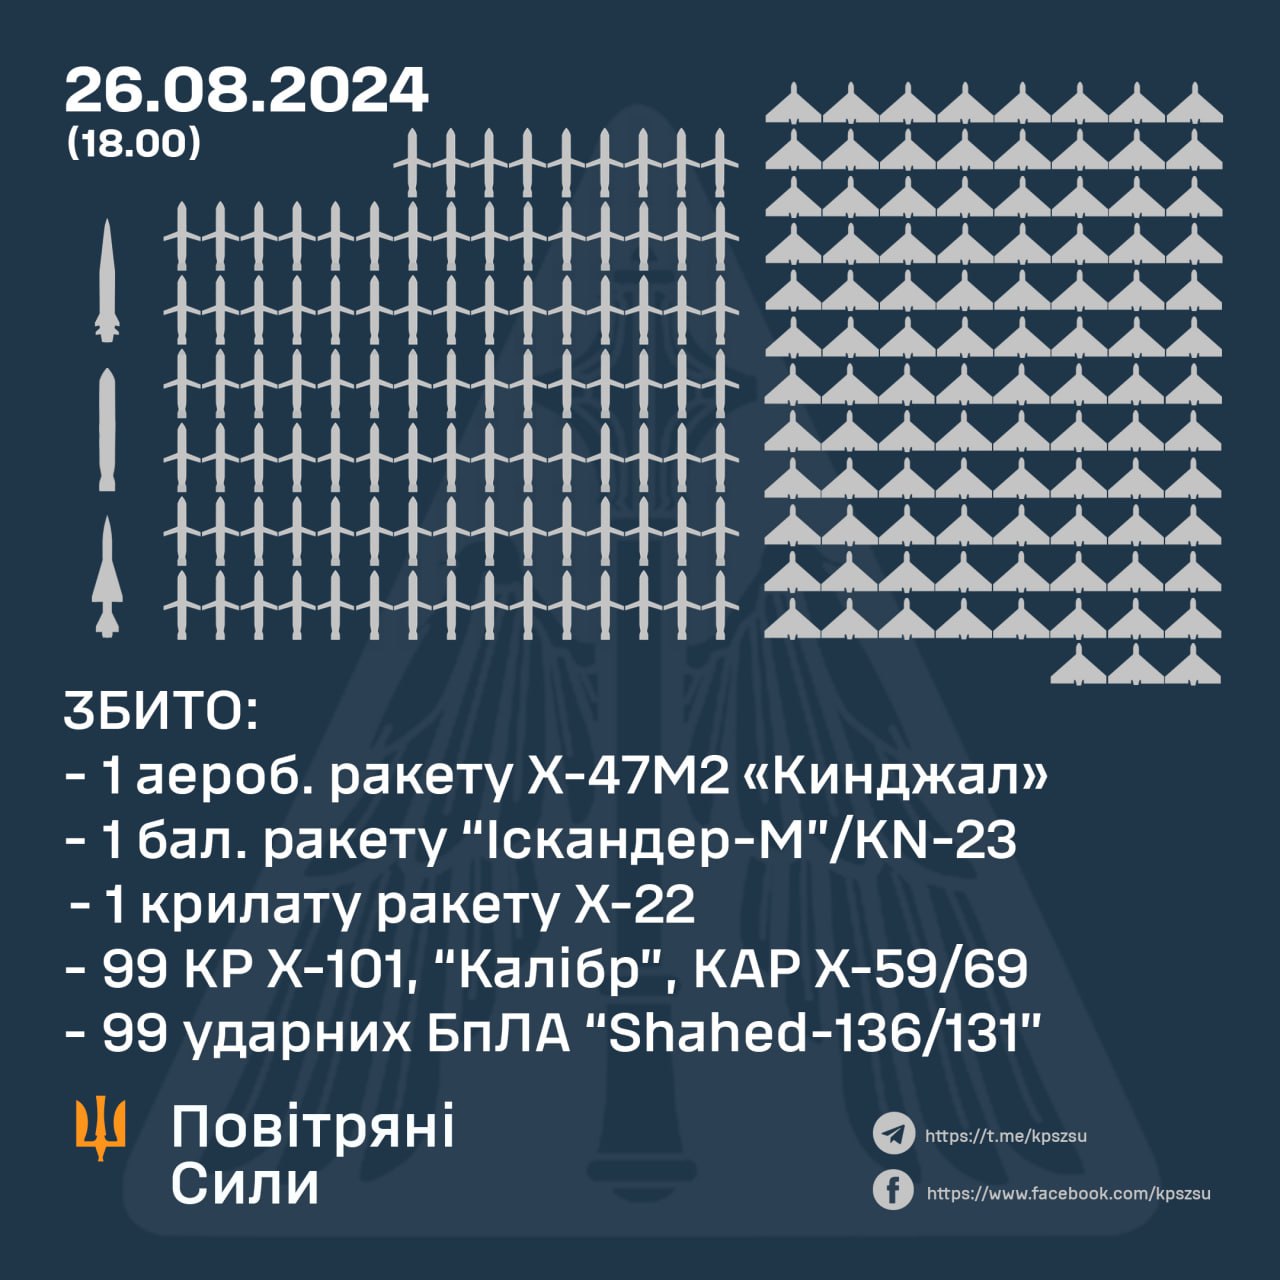 26.08.2024
(18.00)
ЗБИТО:
- 1 аероб. ракету Х-47М2 «Кинджал»
- 1 бал. ракету “Іскандер-М”/KN-23
- 1 крилату ракету Х-22
- 99 КР Х-101, “Калібр”, КАР Х-59/69
- 99 ударних БпЛА “Shahed-136/131”
Повітряні
Сили
https://t.me/kpszsu
https://www.facebook.com/kpszsu